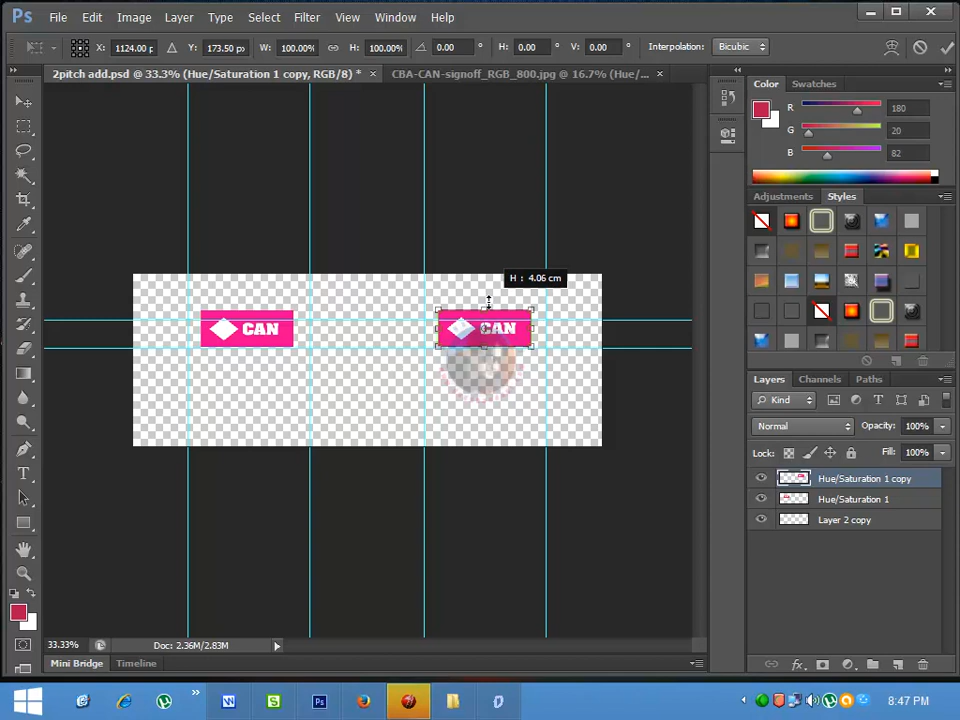 Ps File Edit Image Layer Type Select Filter View Window Help
X: 1124.00 p Y: 173.50 px W: 100.00% H: 100.00% 0.00 ° H: 0.00 ° V: 0.00 ° Interpolation: Bicubic
2pitch add.psd @ 33.3% (Hue/Saturation 1 copy, RGB/8) * × CBA-CAN-signoff_RGB_800.jpg @ 16.7% (Hue/... ×
Color Swatches
R 180
G 20
B 82
Adjustments Styles
H : 4.06 cm
CAN CAN
Layers Channels Paths
Kind
Normal Opacity: 100%
Lock: Fill: 100%
Hue/Saturation 1 copy
Hue/Saturation 1
Layer 2 copy
33.33% Doc: 2.36M/2.83M
Mini Bridge Timeline
8:47 PM